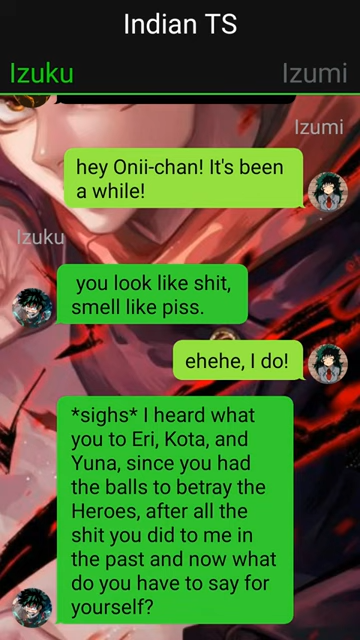 Indian TS
Izuku
Izumi
Izumi
hey Onii-chan! It's been
a while!
Izuku
you look like shit,
smell like piss.
ehehe, I do!
*sighs* I heard what
you to Eri, Kota, and
Yuna, since you had
the balls to betray the
Heroes, after all the
shit you did to me in
the past and now what
do you have to say for
yourself?